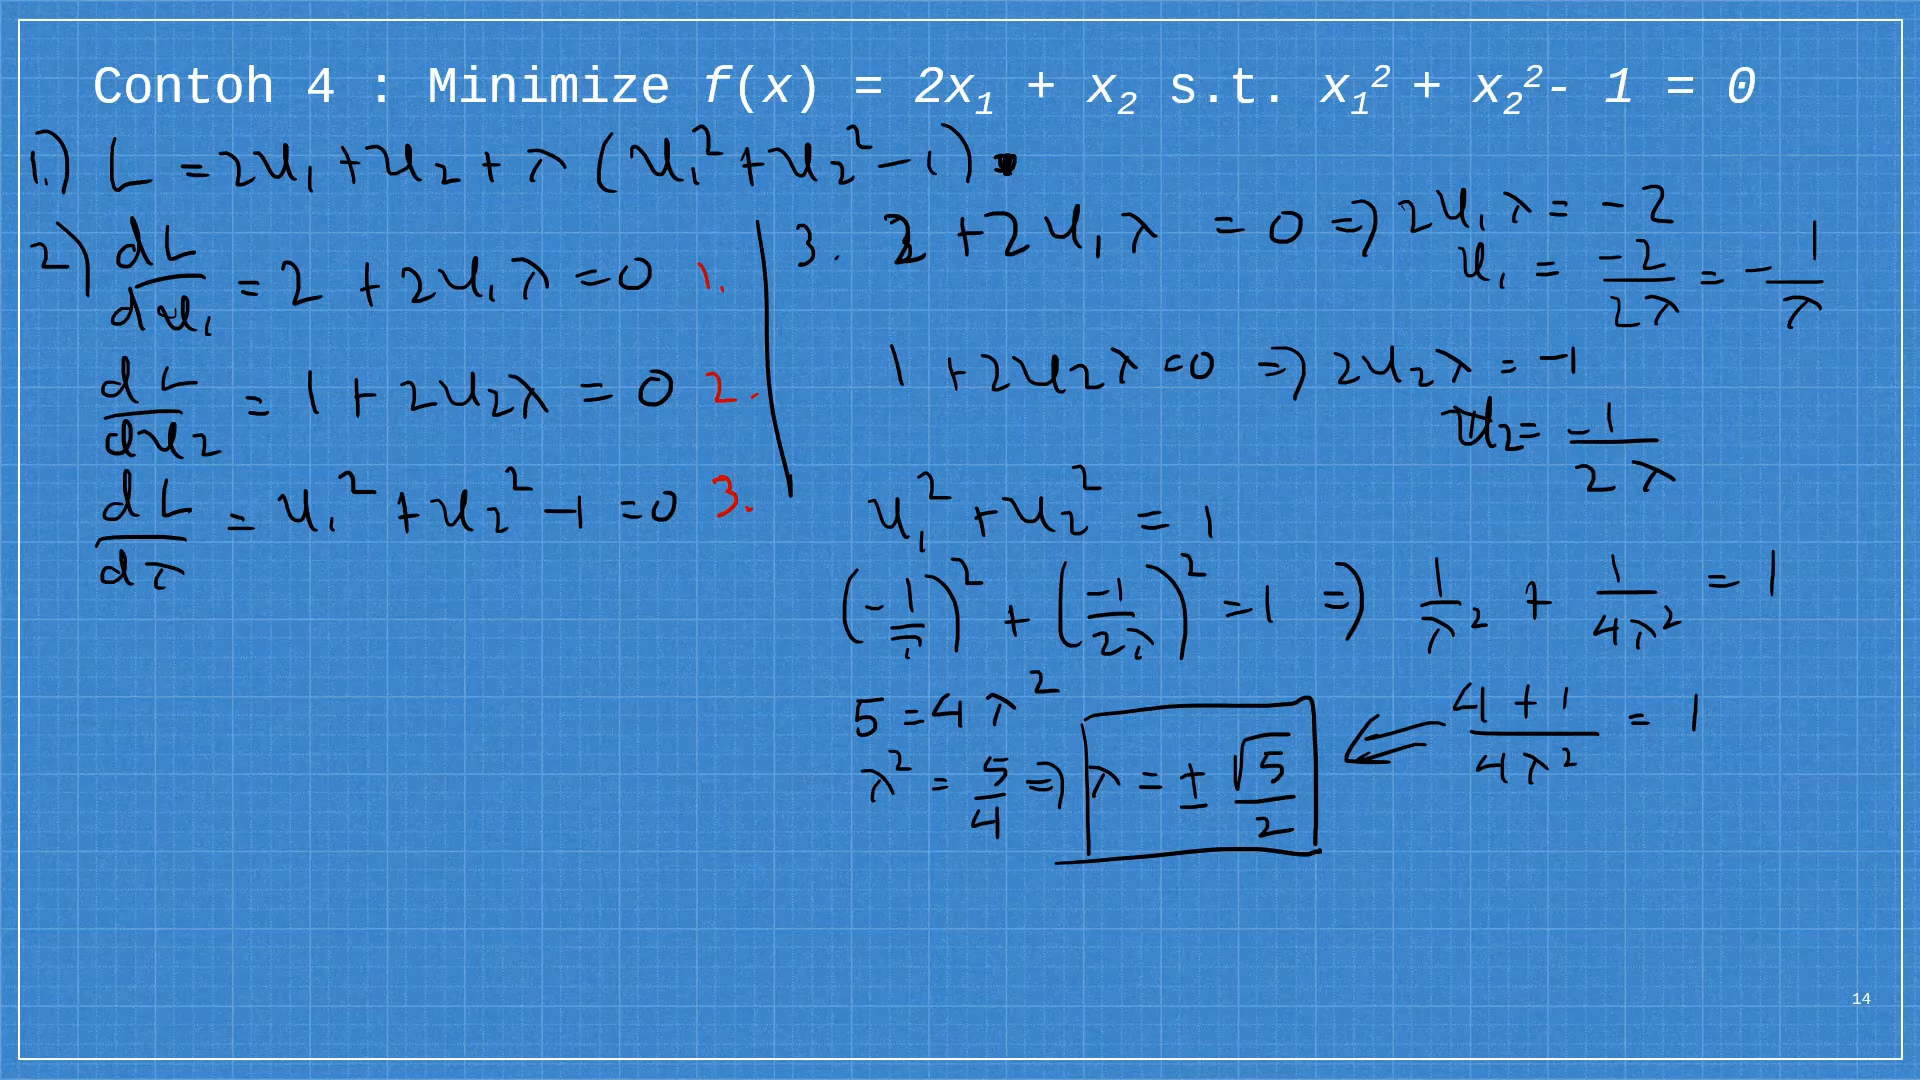 Contoh 4 : Minimize f(x) = 2x₁ + x₂ s.t. x₁² + x₂² - 1 = 0
1.) L = 2x₁ + x₂ + λ (x₁² + x₂² - 1)
2) dL/dx₁ = 2 + 2x₁λ = 0 1.
dL/dx₂ = 1 + 2x₂λ = 0 2.
dL/dλ = x₁² + x₂² - 1 = 0 3.
3. 2 + 2x₁λ = 0 => 2x₁λ = -2
x₁ = -2/2λ = -1/λ
1 + 2x₂λ = 0 => 2x₂λ = -1
x₂ = -1/2λ
x₁² + x₂² = 1
(-1/λ)² + (-1/2λ)² = 1 => 1/λ² + 1/4λ² = 1
4+1/4λ² = 1
5 = 4λ²
λ² = 5/4 => λ = ± √5/2
14